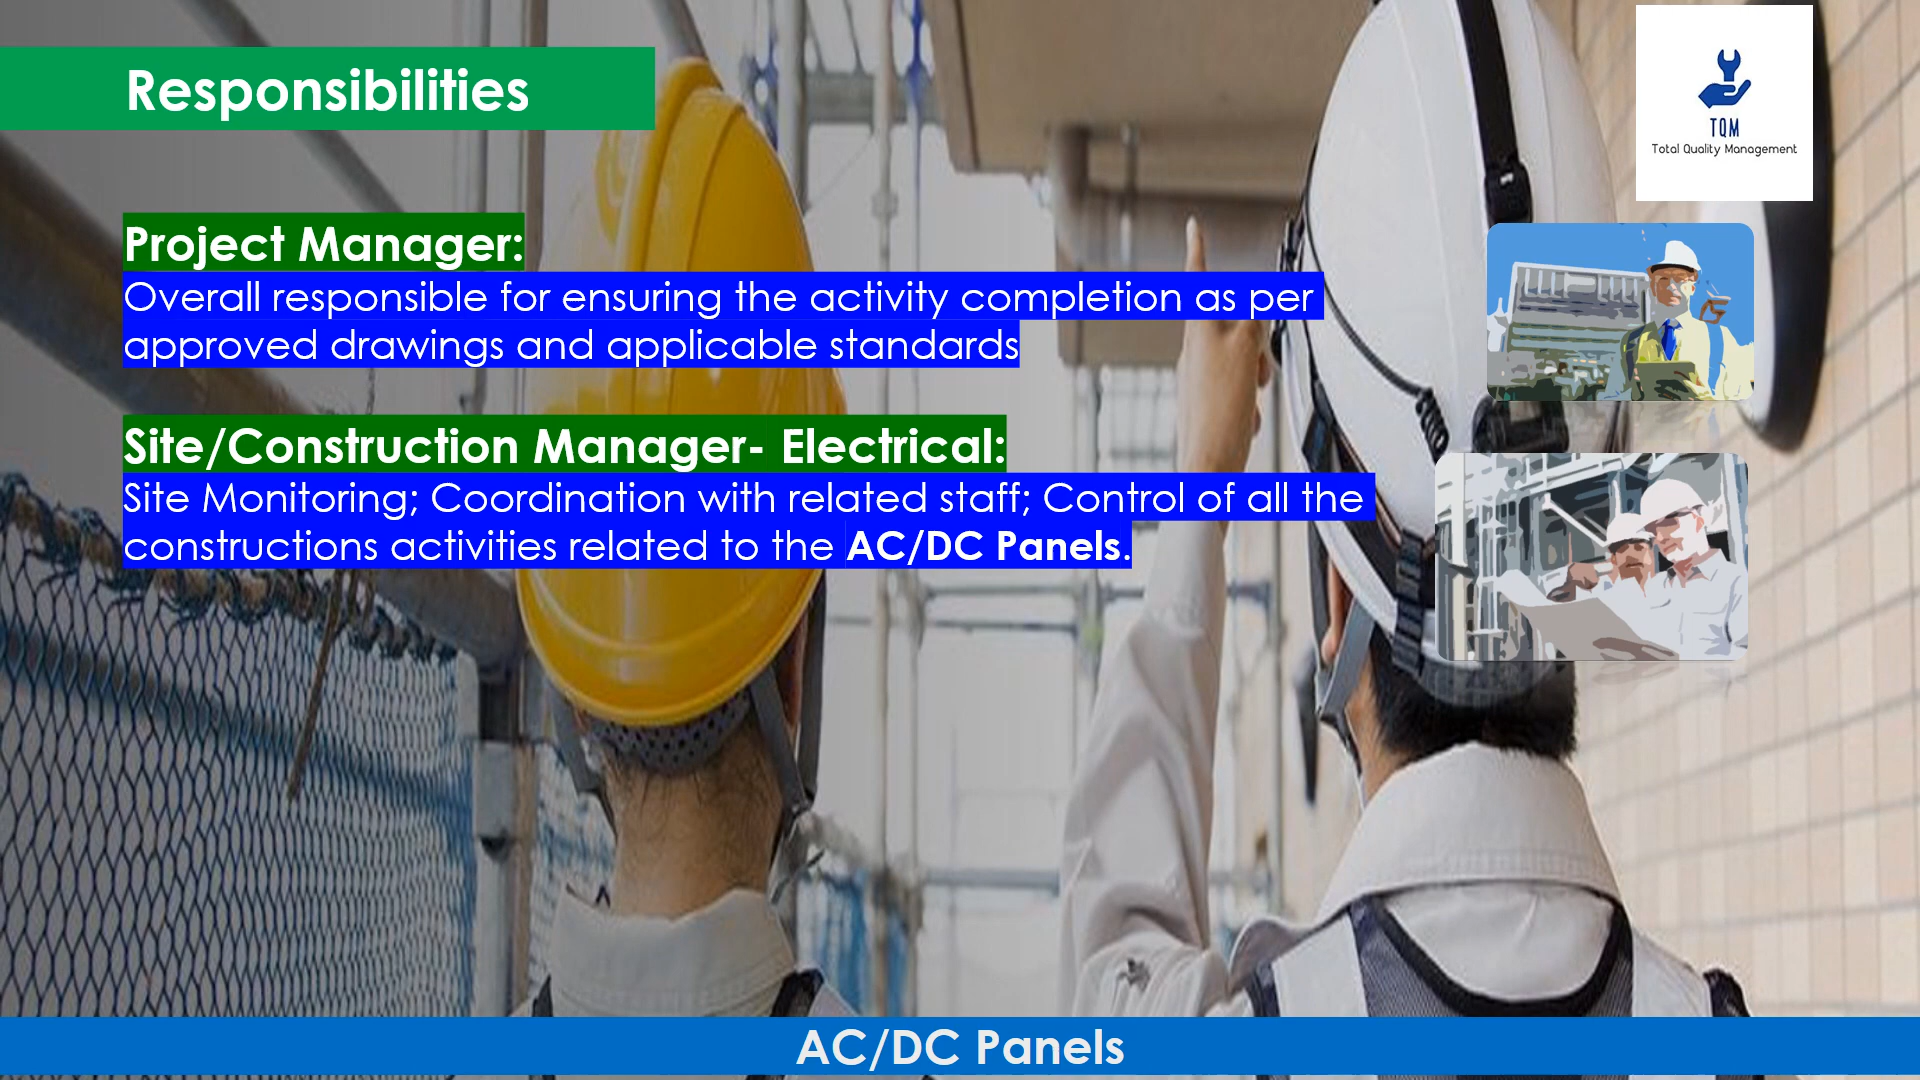 Responsibilities
TQM
Total Quality Management
Project Manager:
Overall responsible for ensuring the activity completion as per
approved drawings and applicable standards
Site/Construction Manager- Electrical:
Site Monitoring; Coordination with related staff; Control of all the
constructions activities related to the AC/DC Panels.
AC/DC Panels